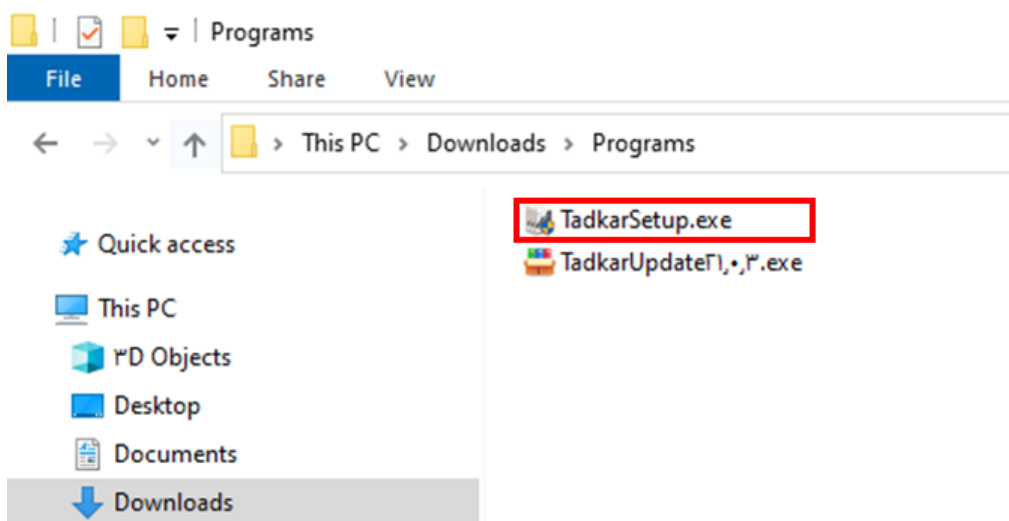 Programs
File Home Share View
This PC > Downloads > Programs
Quick access
This PC
۳D Objects
Desktop
Documents
Downloads
TadkarSetup.exe
TadkarUpdate۲۱,۰,۳.exe